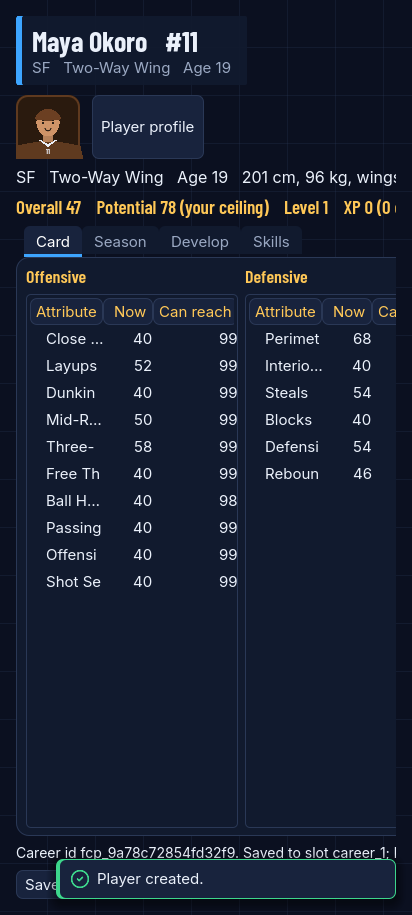 Maya Okoro #11
SF Two-Way Wing Age 19
11
Player profile
SF Two-Way Wing Age 19 201 cm, 96 kg, wings
Overall 47 Potential 78 (your ceiling) Level 1 XP 0 (0
Card Season Develop Skills
Offensive
Attribute Now Can reach
Close ... 40 99
Layups 52 99
Dunkin 40 99
Mid-R... 50 99
Three- 58 99
Free Th 40 99
Ball H... 40 98
Passing 40 99
Offensi 40 99
Shot Se 40 99
Defensive
Attribute Now Ca
Perimet 68
Interio... 40
Steals 54
Blocks 40
Defensi 54
Reboun 46
Career id fcp_9a78c72854fd32f9. Saved to slot career_1;
Save
Player created.